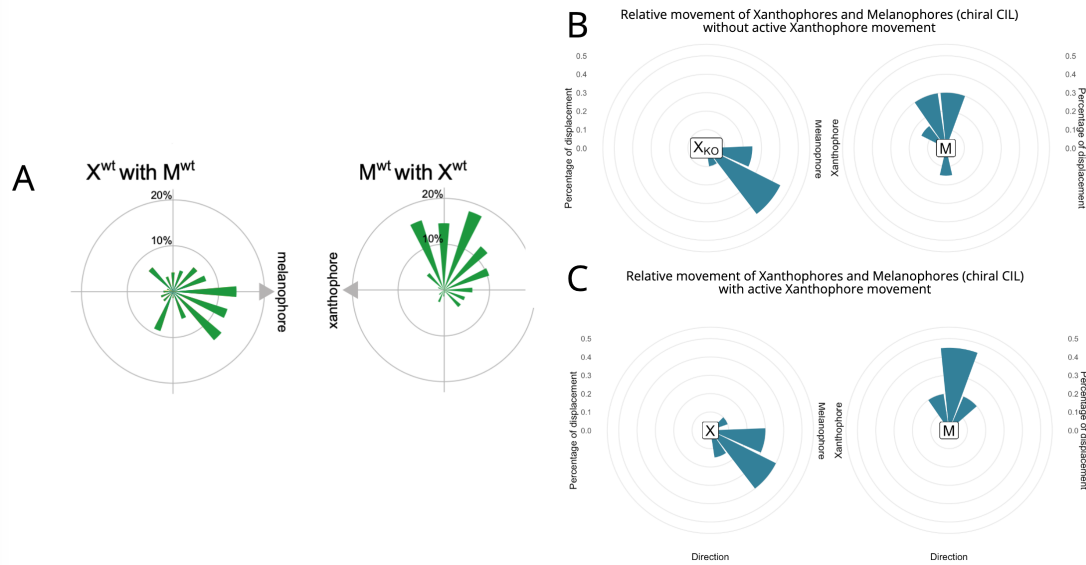 A
X^wt with M^wt
20%
10%
melanophore
M^wt with X^wt
20%
10%
xanthophore
B
Relative movement of Xanthophores and Melanophores (chiral CIL)
without active Xanthophore movement
Percentage of displacement
0.5
0.4
0.3
0.2
0.1
0.0
X_KO
Melanophore
Xanthophore
M
0.5
0.4
0.3
0.2
0.1
0.0
Percentage of displacement
C
Relative movement of Xanthophores and Melanophores (chiral CIL)
with active Xanthophore movement
Percentage of displacement
0.5
0.4
0.3
0.2
0.1
0.0
X
Melanophore
Xanthophore
M
0.5
0.4
0.3
0.2
0.1
0.0
Percentage of displacement
Direction
Direction